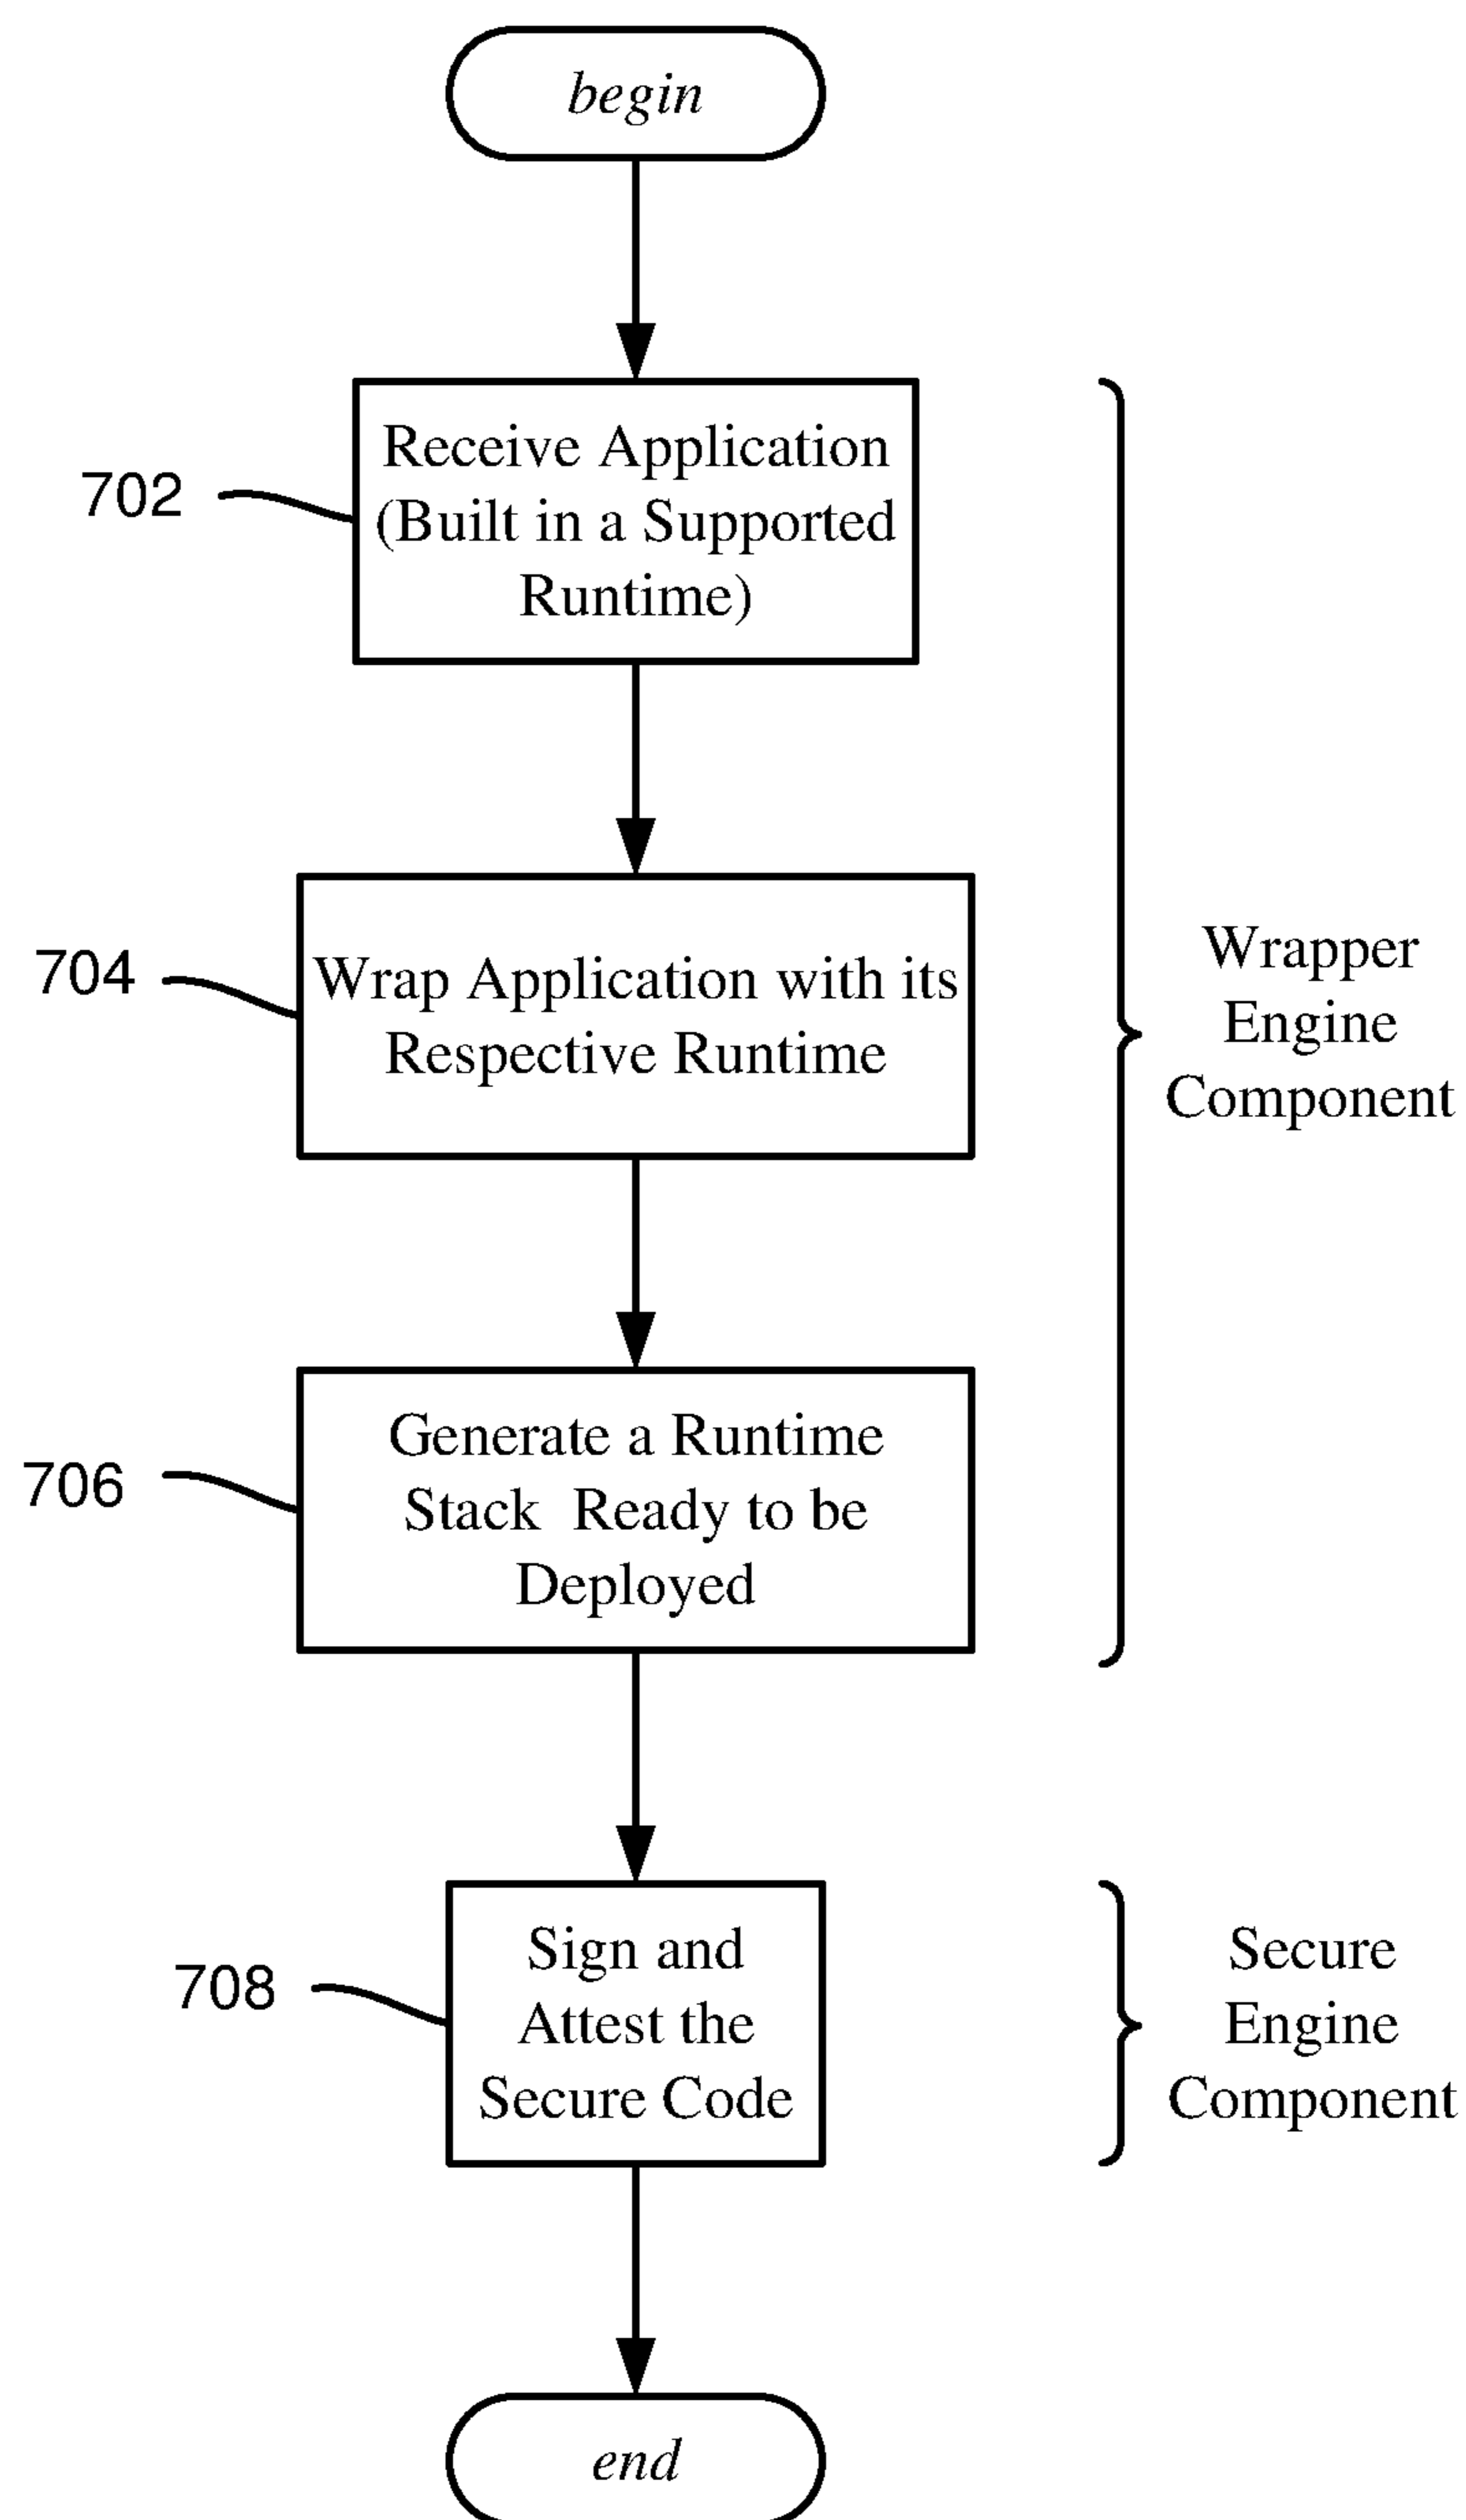 begin
702
Receive Application
(Built in a Supported
Runtime)
704
Wrap Application with its
Respective Runtime
Wrapper
Engine
Component
706
Generate a Runtime
Stack Ready to be
Deployed
708
Sign and
Attest the
Secure Code
Secure
Engine
Component
end